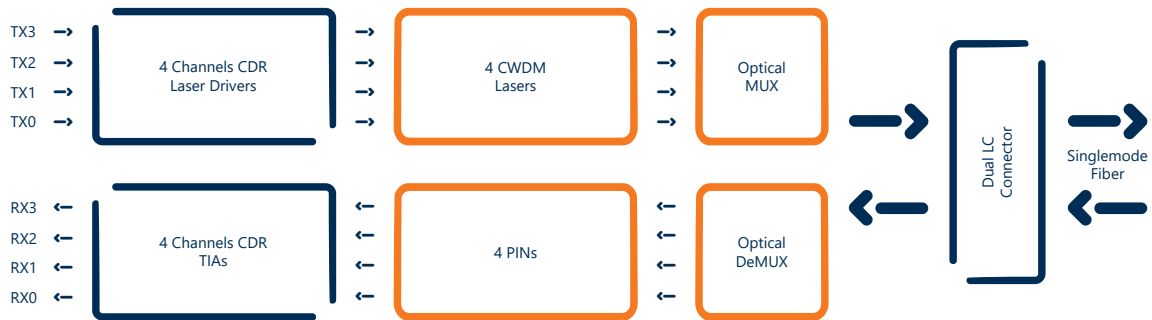 TX3
TX2
TX1
TX0
4 Channels CDR
Laser Drivers
4 CWDM
Lasers
Optical
MUX
Dual LC
Connector
Singlemode
Fiber
RX3
RX2
RX1
RX0
4 Channels CDR
TIAs
4 PINs
Optical
DeMUX